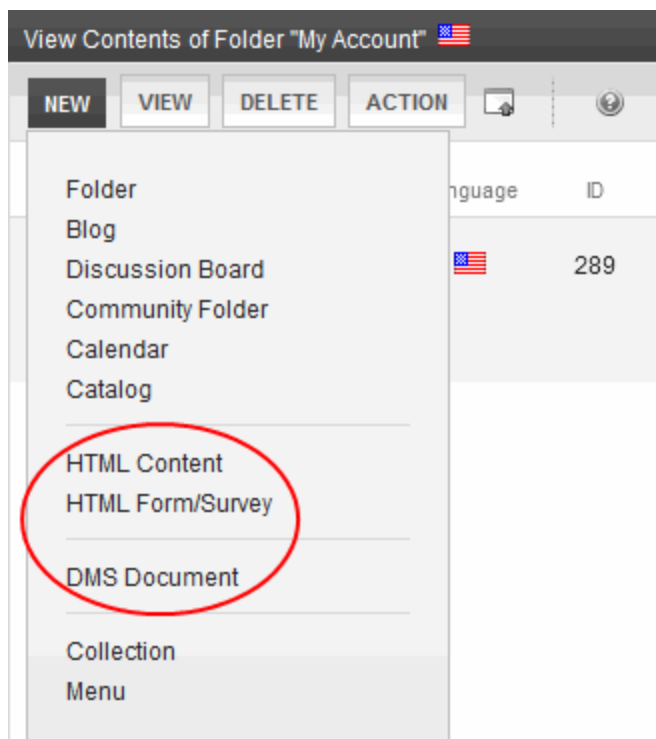 View Contents of Folder "My Account"
NEW VIEW DELETE ACTION
nguage ID
289
Folder
Blog
Discussion Board
Community Folder
Calendar
Catalog
HTML Content
HTML Form/Survey
DMS Document
Collection
Menu